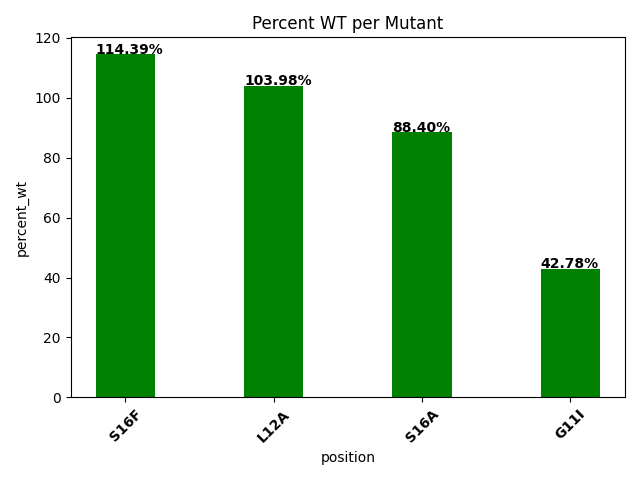 Percent WT per Mutant
percent_wt
120
100
80
60
40
20
0
114.39%
103.98%
88.40%
42.78%
S16F
L12A
S16A
G11I
position